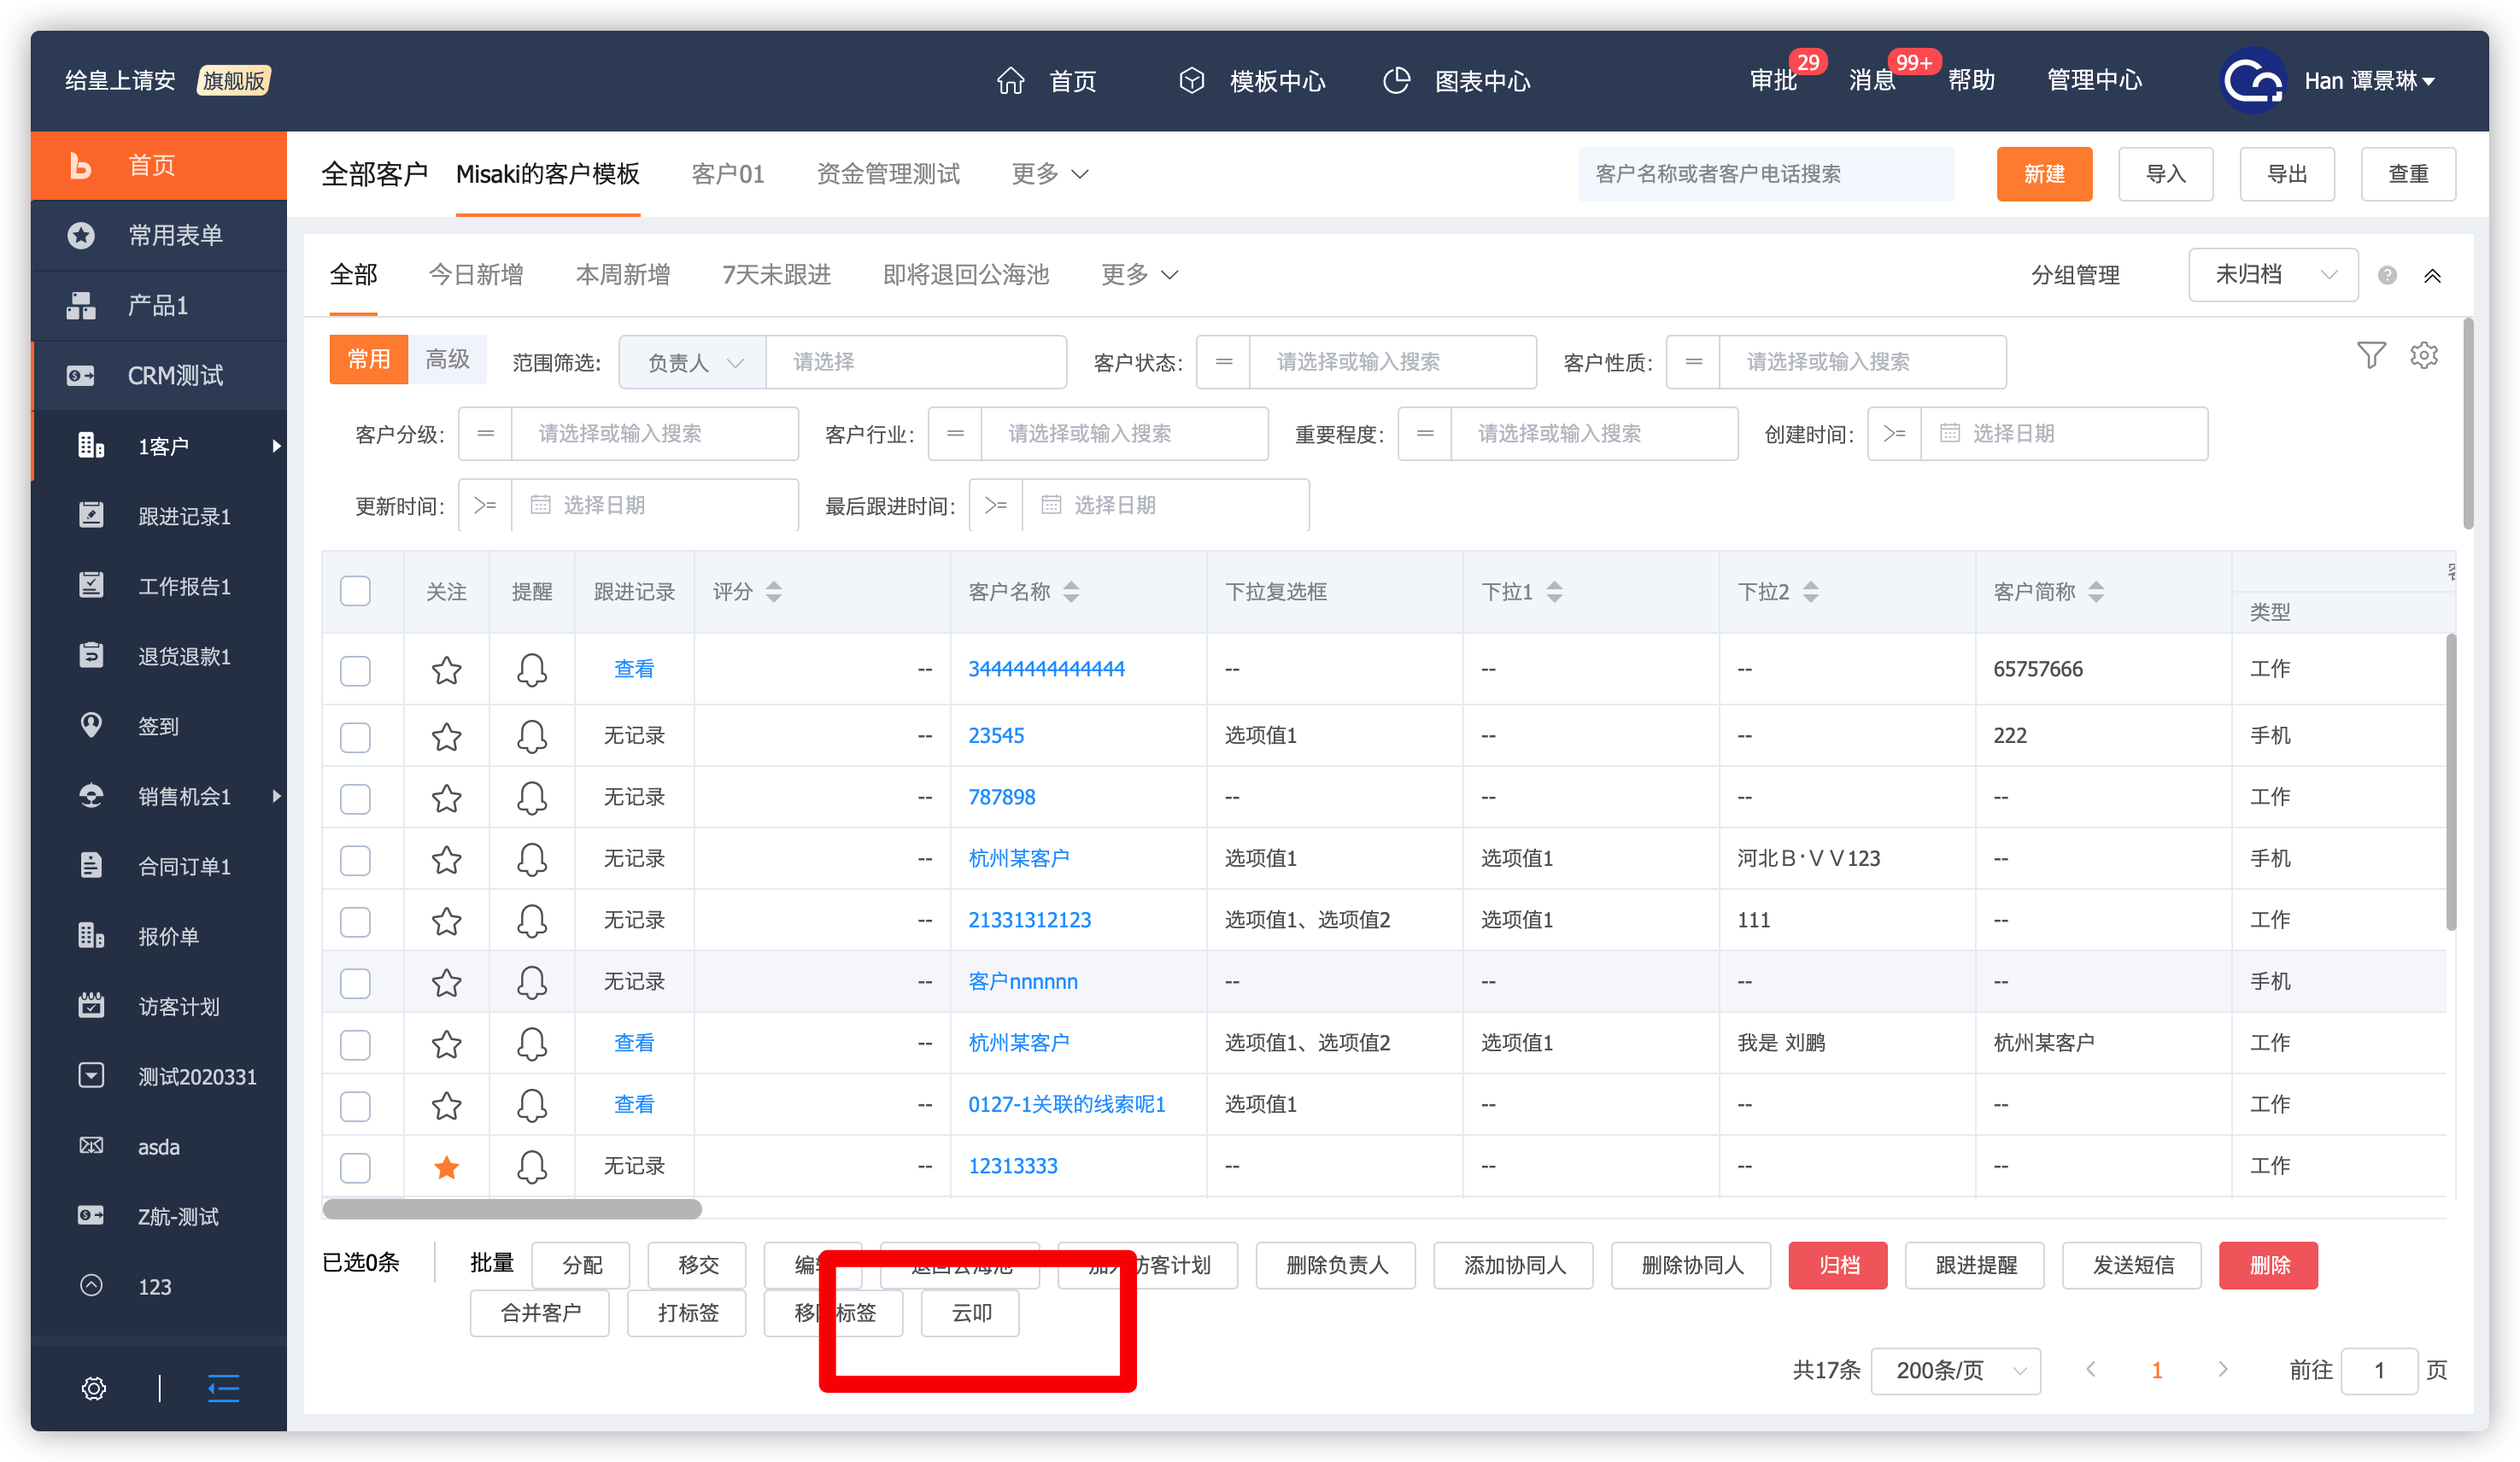 给皇上请安 旗舰版 首页 模板中心 图表中心 审批 29 消息 99+ 帮助 管理中心 Han 谭景琳
首页
常用表单
产品1
CRM测试
1客户
跟进记录1
工作报告1
退货退款1
签到
销售机会1
合同订单1
报价单
访客计划
测试2020331
asda
Z航-测试
123
全部客户 Misaki的客户模板 客户01 资金管理测试 更多 客户名称或者客户电话搜索 新建 导入 导出 查重
全部 今日新增 本周新增 7天未跟进 即将退回公海池 更多 分组管理 未归档
常用 高级 范围筛选: 负责人 请选择 客户状态: = 请选择或输入搜索 客户性质: = 请选择或输入搜索
客户分级: = 请选择或输入搜索 客户行业: = 请选择或输入搜索 重要程度: = 请选择或输入搜索 创建时间: >= 选择日期
更新时间: >= 选择日期 最后跟进时间: >= 选择日期
关注 提醒 跟进记录 评分 客户名称 下拉复选框 下拉1 下拉2 客户简称 类型
查看 -- 34444444444444 -- -- -- 65757666 工作
无记录 -- 23545 选项值1 -- -- 222 手机
无记录 -- 787898 -- -- -- -- 工作
无记录 -- 杭州某客户 选项值1 选项值1 河北B·VV123 -- 手机
无记录 -- 21331312123 选项值1、选项值2 选项值1 111 -- 工作
无记录 -- 客户nnnnnn -- -- -- -- 手机
查看 -- 杭州某客户 选项值1、选项值2 选项值1 我是 刘鹏 杭州某客户 工作
查看 -- 0127-1关联的线索呢1 选项值1 -- -- -- 工作
无记录 -- 12313333 -- -- -- -- 工作
已选0条 批量 分配 移交 编 退回公海池 加入访客计划 删除负责人 添加协同人 删除协同人 归档 跟进提醒 发送短信 删除
合并客户 打标签 移除标签 云叩
共17条 200条/页 1 前往 1 页